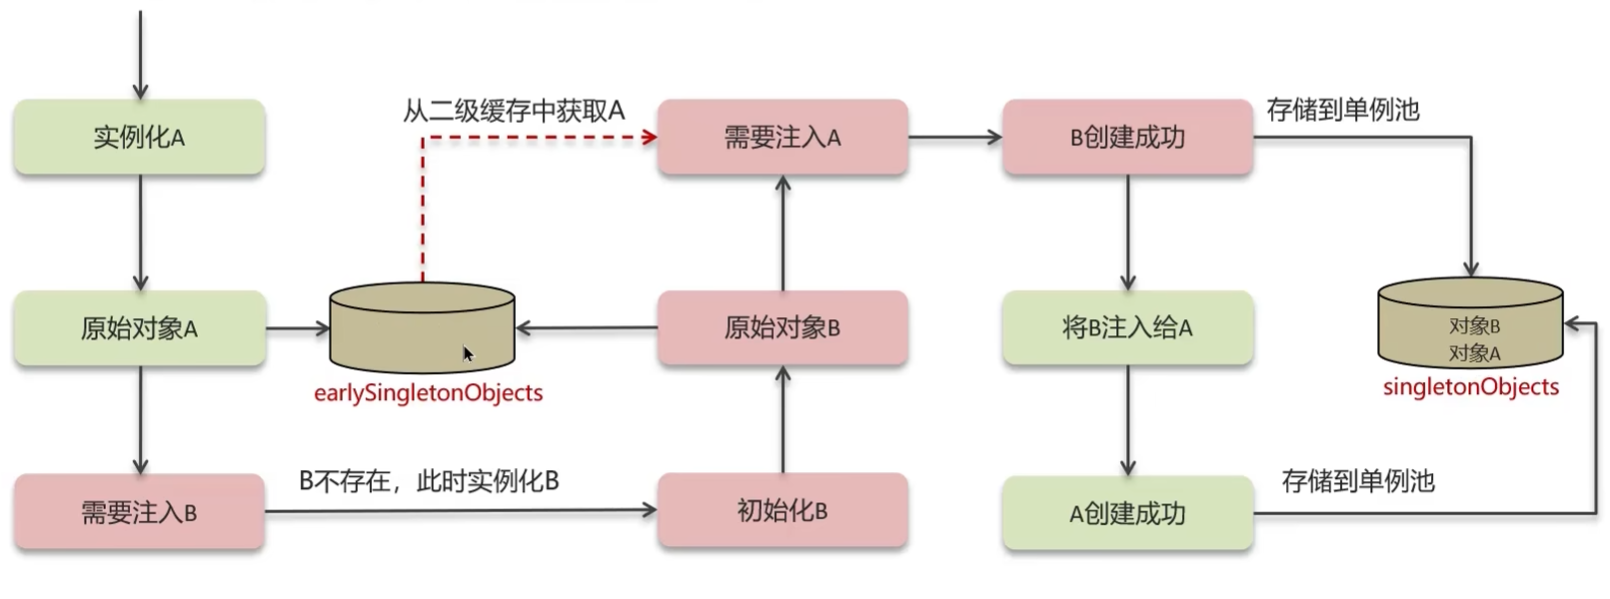 从二级缓存中获取A
存储到单例池
实例化A
需要注入A
B创建成功
原始对象A
原始对象B
将B注入给A
对象B
对象A
earlySingletonObjects
singletonObjects
B不存在，此时实例化B
存储到单例池
需要注入B
初始化B
A创建成功